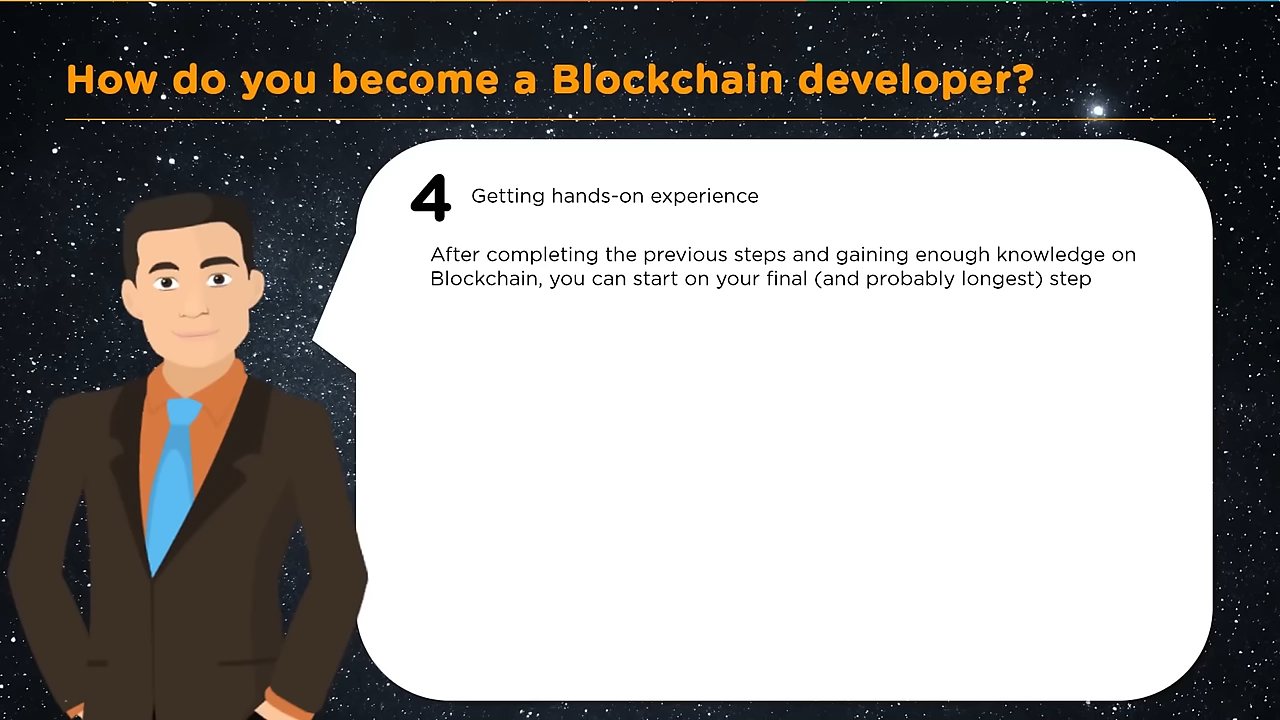 How do you become a Blockchain developer?
4 Getting hands-on experience
After completing the previous steps and gaining enough knowledge on
Blockchain, you can start on your final (and probably longest) step